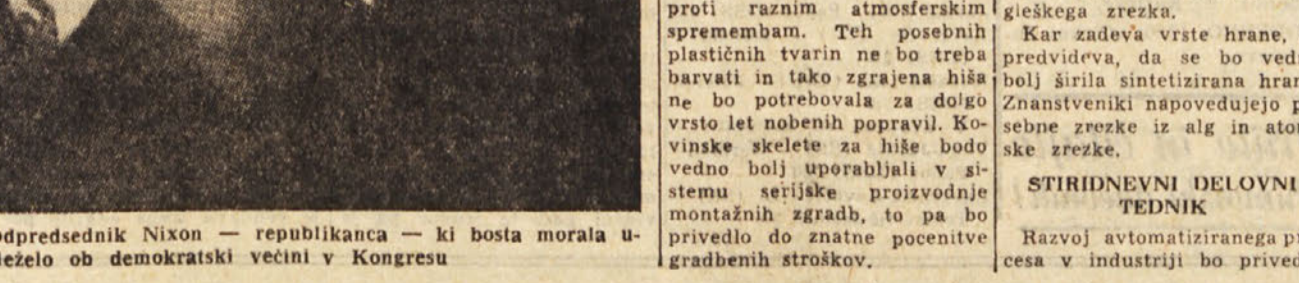 odpredsednik Nixon — republikanca — ki bosta morala u-
deželo ob demokratski večini v Kongresu
proti raznim atmosferskim
spremembam. Teh posebnih
plastičnih tvarin ne bo treba
barvati in tako zgrajena hiša
ne bo potrebovala za dolgo
vrsto let nobenih popravil. Ko-
vinske skelete za hiše bodo
vedno bolj uporabljali v si-
stemu serijske proizvodnje
montažnih zgradb, to pa bo
privedlo do znatne pocenitve
gradbenih stroškov.
gleškega zrezka.
Kar zadeva vrste hrane,
predvideva, da se bo ved
bolj širila sintetizirana hran
Znanstveniki napovedujejo p
sebne zrezke iz alg in ato
ske zrezke.
STIRIDNEVNI DELOVNI
TEDNIK
Razvoj avtomatiziranega pr
cesa v industriji bo prived